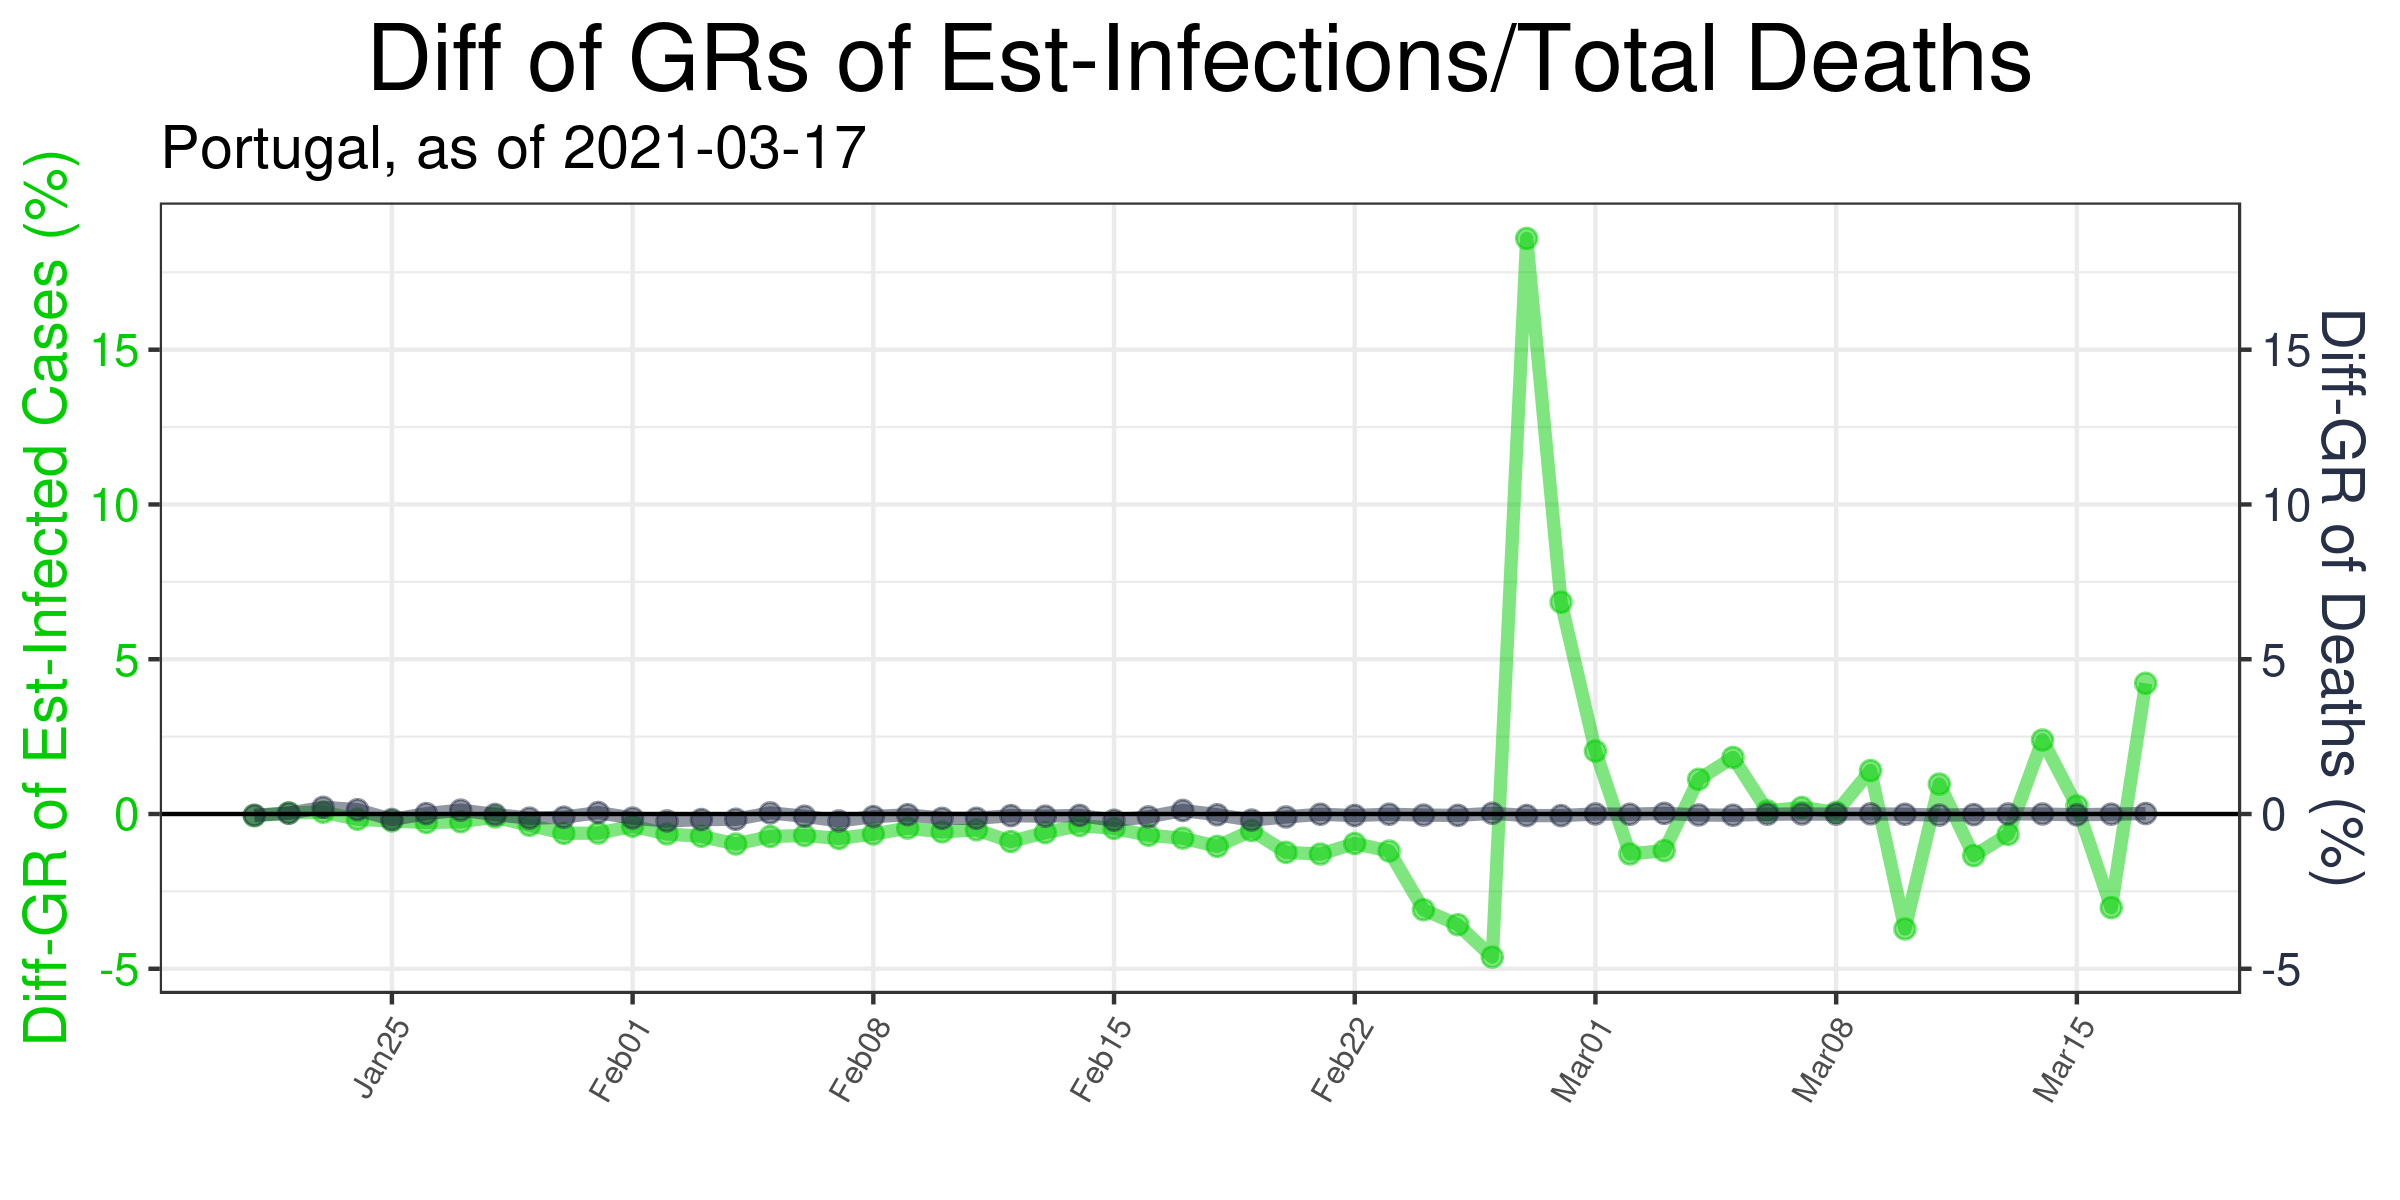 Diff of GRs of Est-Infections/Total Deaths
Portugal, as of 2021-03-17
Diff-GR of Est-Infected Cases (%)
15
10
5
0
-5
15
10
5
0
-5
Diff-GR of Deaths (%)
Jan25
Feb01
Feb08
Feb15
Feb22
Mar01
Mar08
Mar15